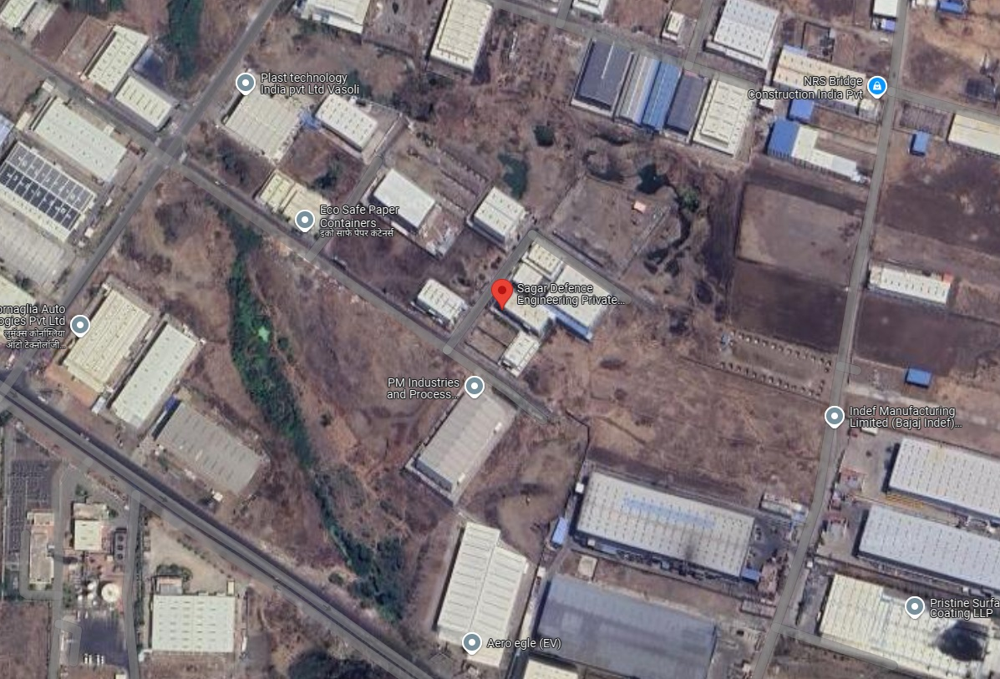 Plast technology
India pvt Ltd Vasoli
NRS Bridge
Construction India Pvt
Eco Safe Paper
Containers
इको साफे पेपर कंटेनर्स
Sagar Defence
Engineering Private...
ornaglia Auto
ogies Pvt Ltd
लुमॅक्स कोर्नाग्लिया
ऑटो टेक्नोलॉजी...
PM Industries
and Process...
Indef Manufacturing
Limited (Bajaj Indef)...
Pristine Surfa
Coating LLP
Aero egle (EV)